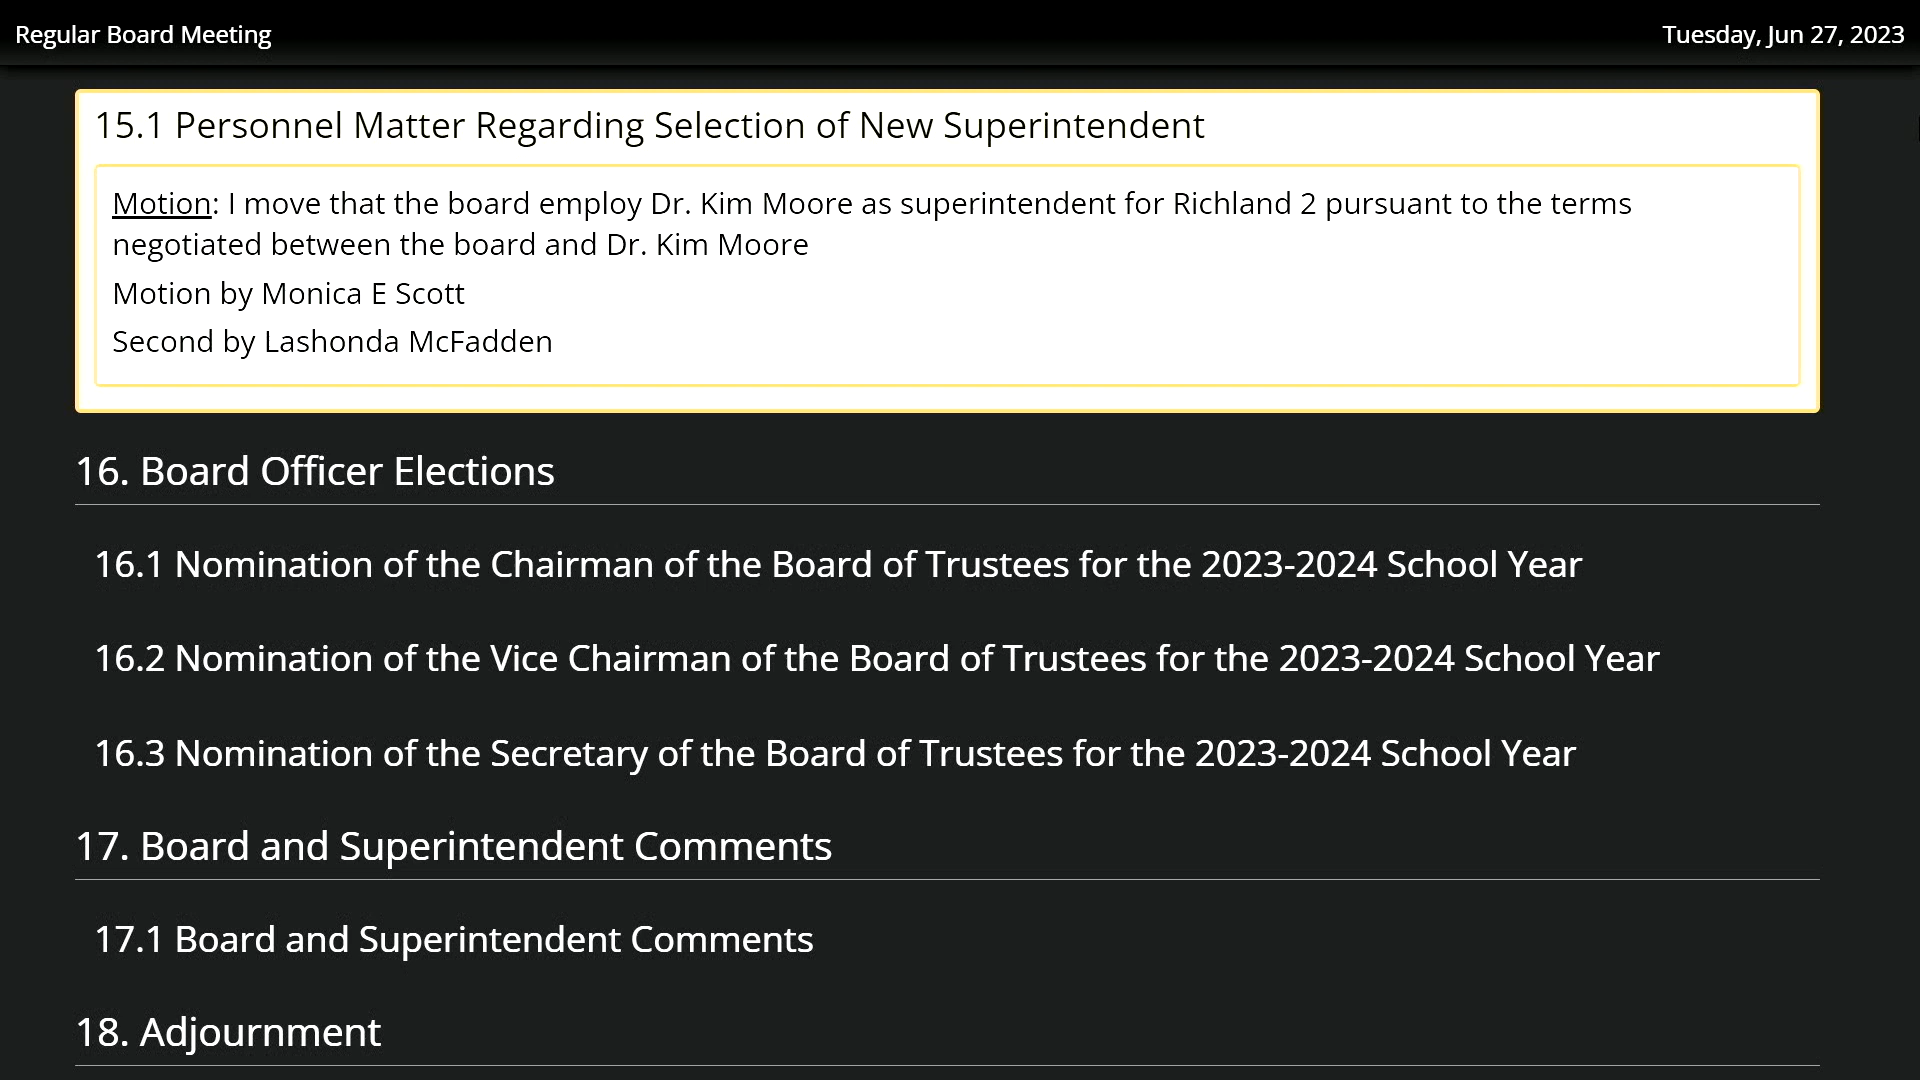 Regular Board Meeting
Tuesday, Jun 27, 2023
15.1 Personnel Matter Regarding Selection of New Superintendent
Motion: I move that the board employ Dr. Kim Moore as superintendent for Richland 2 pursuant to the terms
negotiated between the board and Dr. Kim Moore
Motion by Monica E Scott
Second by Lashonda McFadden
16. Board Officer Elections
16.1 Nomination of the Chairman of the Board of Trustees for the 2023-2024 School Year
16.2 Nomination of the Vice Chairman of the Board of Trustees for the 2023-2024 School Year
16.3 Nomination of the Secretary of the Board of Trustees for the 2023-2024 School Year
17. Board and Superintendent Comments
17.1 Board and Superintendent Comments
18. Adjournment